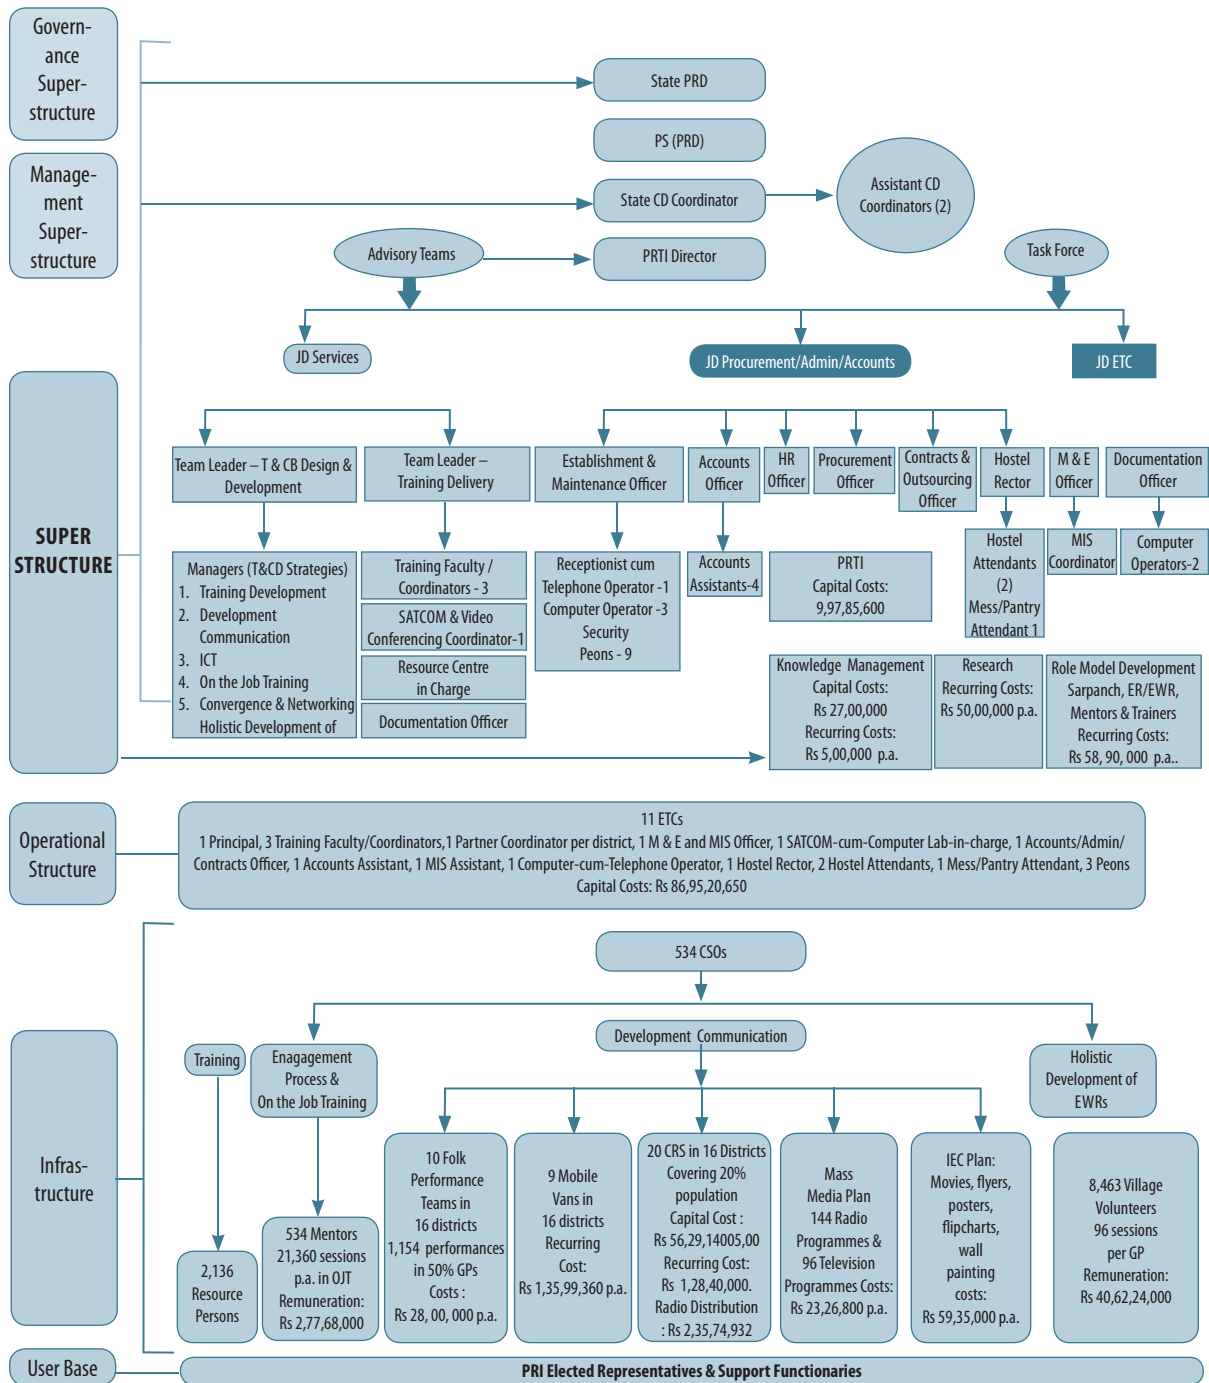 Govern-
ance
Super-
structure
State PRD
PS (PRD)
Manage-
ment
Super-
structure
State CD Coordinator
Assistant CD
Coordinators (2)
Advisory Teams
PRTI Director
Task Force
JD Services
JD Procurement/Admin/Accounts
JD ETC
SUPER
STRUCTURE
Team Leader – T & CB Design &
Development
Team Leader –
Training Delivery
Establishment &
Maintenance Officer
Accounts
Officer
HR
Officer
Procurement
Officer
Contracts &
Outsourcing
Officer
Hostel
Rector
M & E
Officer
Documentation
Officer
Managers (T&CD Strategies)
1. Training Development
2. Development
Communication
3. ICT
4. On the Job Training
5. Convergence & Networking
Holistic Development of
Training Faculty /
Coordinators - 3
SATCOM & Video
Conferencing Coordinator-1
Resource Centre
in Charge
Documentation Officer
Receptionist cum
Telephone Operator -1
Computer Operator -3
Security
Peons - 9
Accounts
Assistants-4
PRTI
Capital Costs:
9,97,85,600
Hostel
Attendants
(2)
Mess/Pantry
Attendant 1
MIS
Coordinator
Computer
Operators-2
Knowledge Management
Capital Costs:
Rs 27,00,000
Recurring Costs:
Rs 5,00,000 p.a.
Research
Recurring Costs:
Rs 50,00,000 p.a.
Role Model Development
Sarpanch, ER/EWR,
Mentors & Trainers
Recurring Costs:
Rs 58, 90, 000 p.a..
Operational
Structure
11 ETCs
1 Principal, 3 Training Faculty/Coordinators,1 Partner Coordinator per district, 1 M & E and MIS Officer, 1 SATCOM-cum-Computer Lab-in-charge, 1 Accounts/Admin/
Contracts Officer, 1 Accounts Assistant, 1 MIS Assistant, 1 Computer-cum-Telephone Operator, 1 Hostel Rector, 2 Hostel Attendants, 1 Mess/Pantry Attendant, 3 Peons
Capital Costs: Rs 86,95,20,650
Infras-
tructure
534 CSOs
Training
Enagagement
Process &
On the Job Training
Development Communication
Holistic
Development of
EWRs
2,136
Resource
Persons
534 Mentors
21,360 sessions
p.a. in OJT
Remuneration:
Rs 2,77,68,000
10 Folk
Performance
Teams in
16 districts
1,154 performances
in 50% GPs
Costs :
Rs 28, 00, 000 p.a.
9 Mobile
Vans in
16 districts
Recurring
Cost:
Rs 1,35,99,360 p.a.
20 CRS in 16 Districts
Covering 20%
population
Capital Cost :
Rs 56,29,14005,00
Recurring Cost:
Rs 1,28,40,000.
Radio Distribution
: Rs 2,35,74,932
Mass
Media Plan
144 Radio
Programmes &
96 Television
Programmes Costs:
Rs 23,26,800 p.a.
IEC Plan:
Movies, flyers,
posters,
flipcharts,
wall
painting
costs:
Rs 59,35,000 p.a.
8,463 Village
Volunteers
96 sessions
per GP
Remuneration:
Rs 40,62,24,000
User Base
PRI Elected Representatives & Support Functionaries